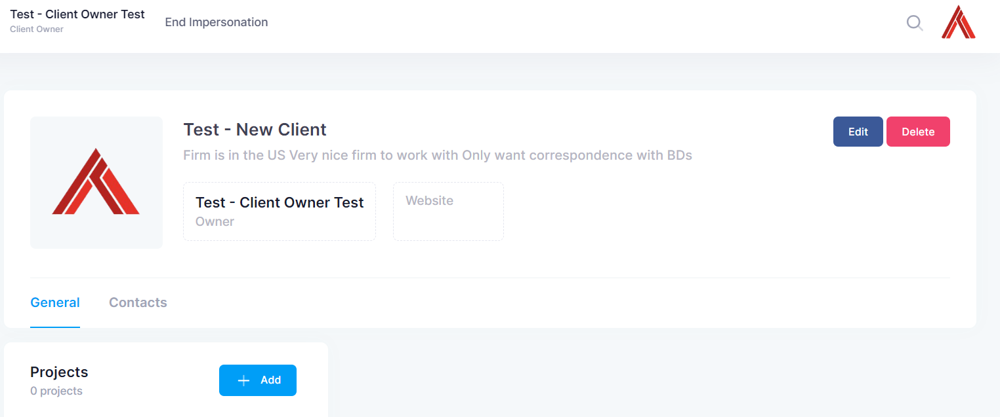 Test - Client Owner Test
Client Owner
End Impersonation
Test - New Client
Firm is in the US Very nice firm to work with Only want correspondence with BDs
Edit
Delete
Test - Client Owner Test
Owner
Website
General
Contacts
Projects
0 projects
Add